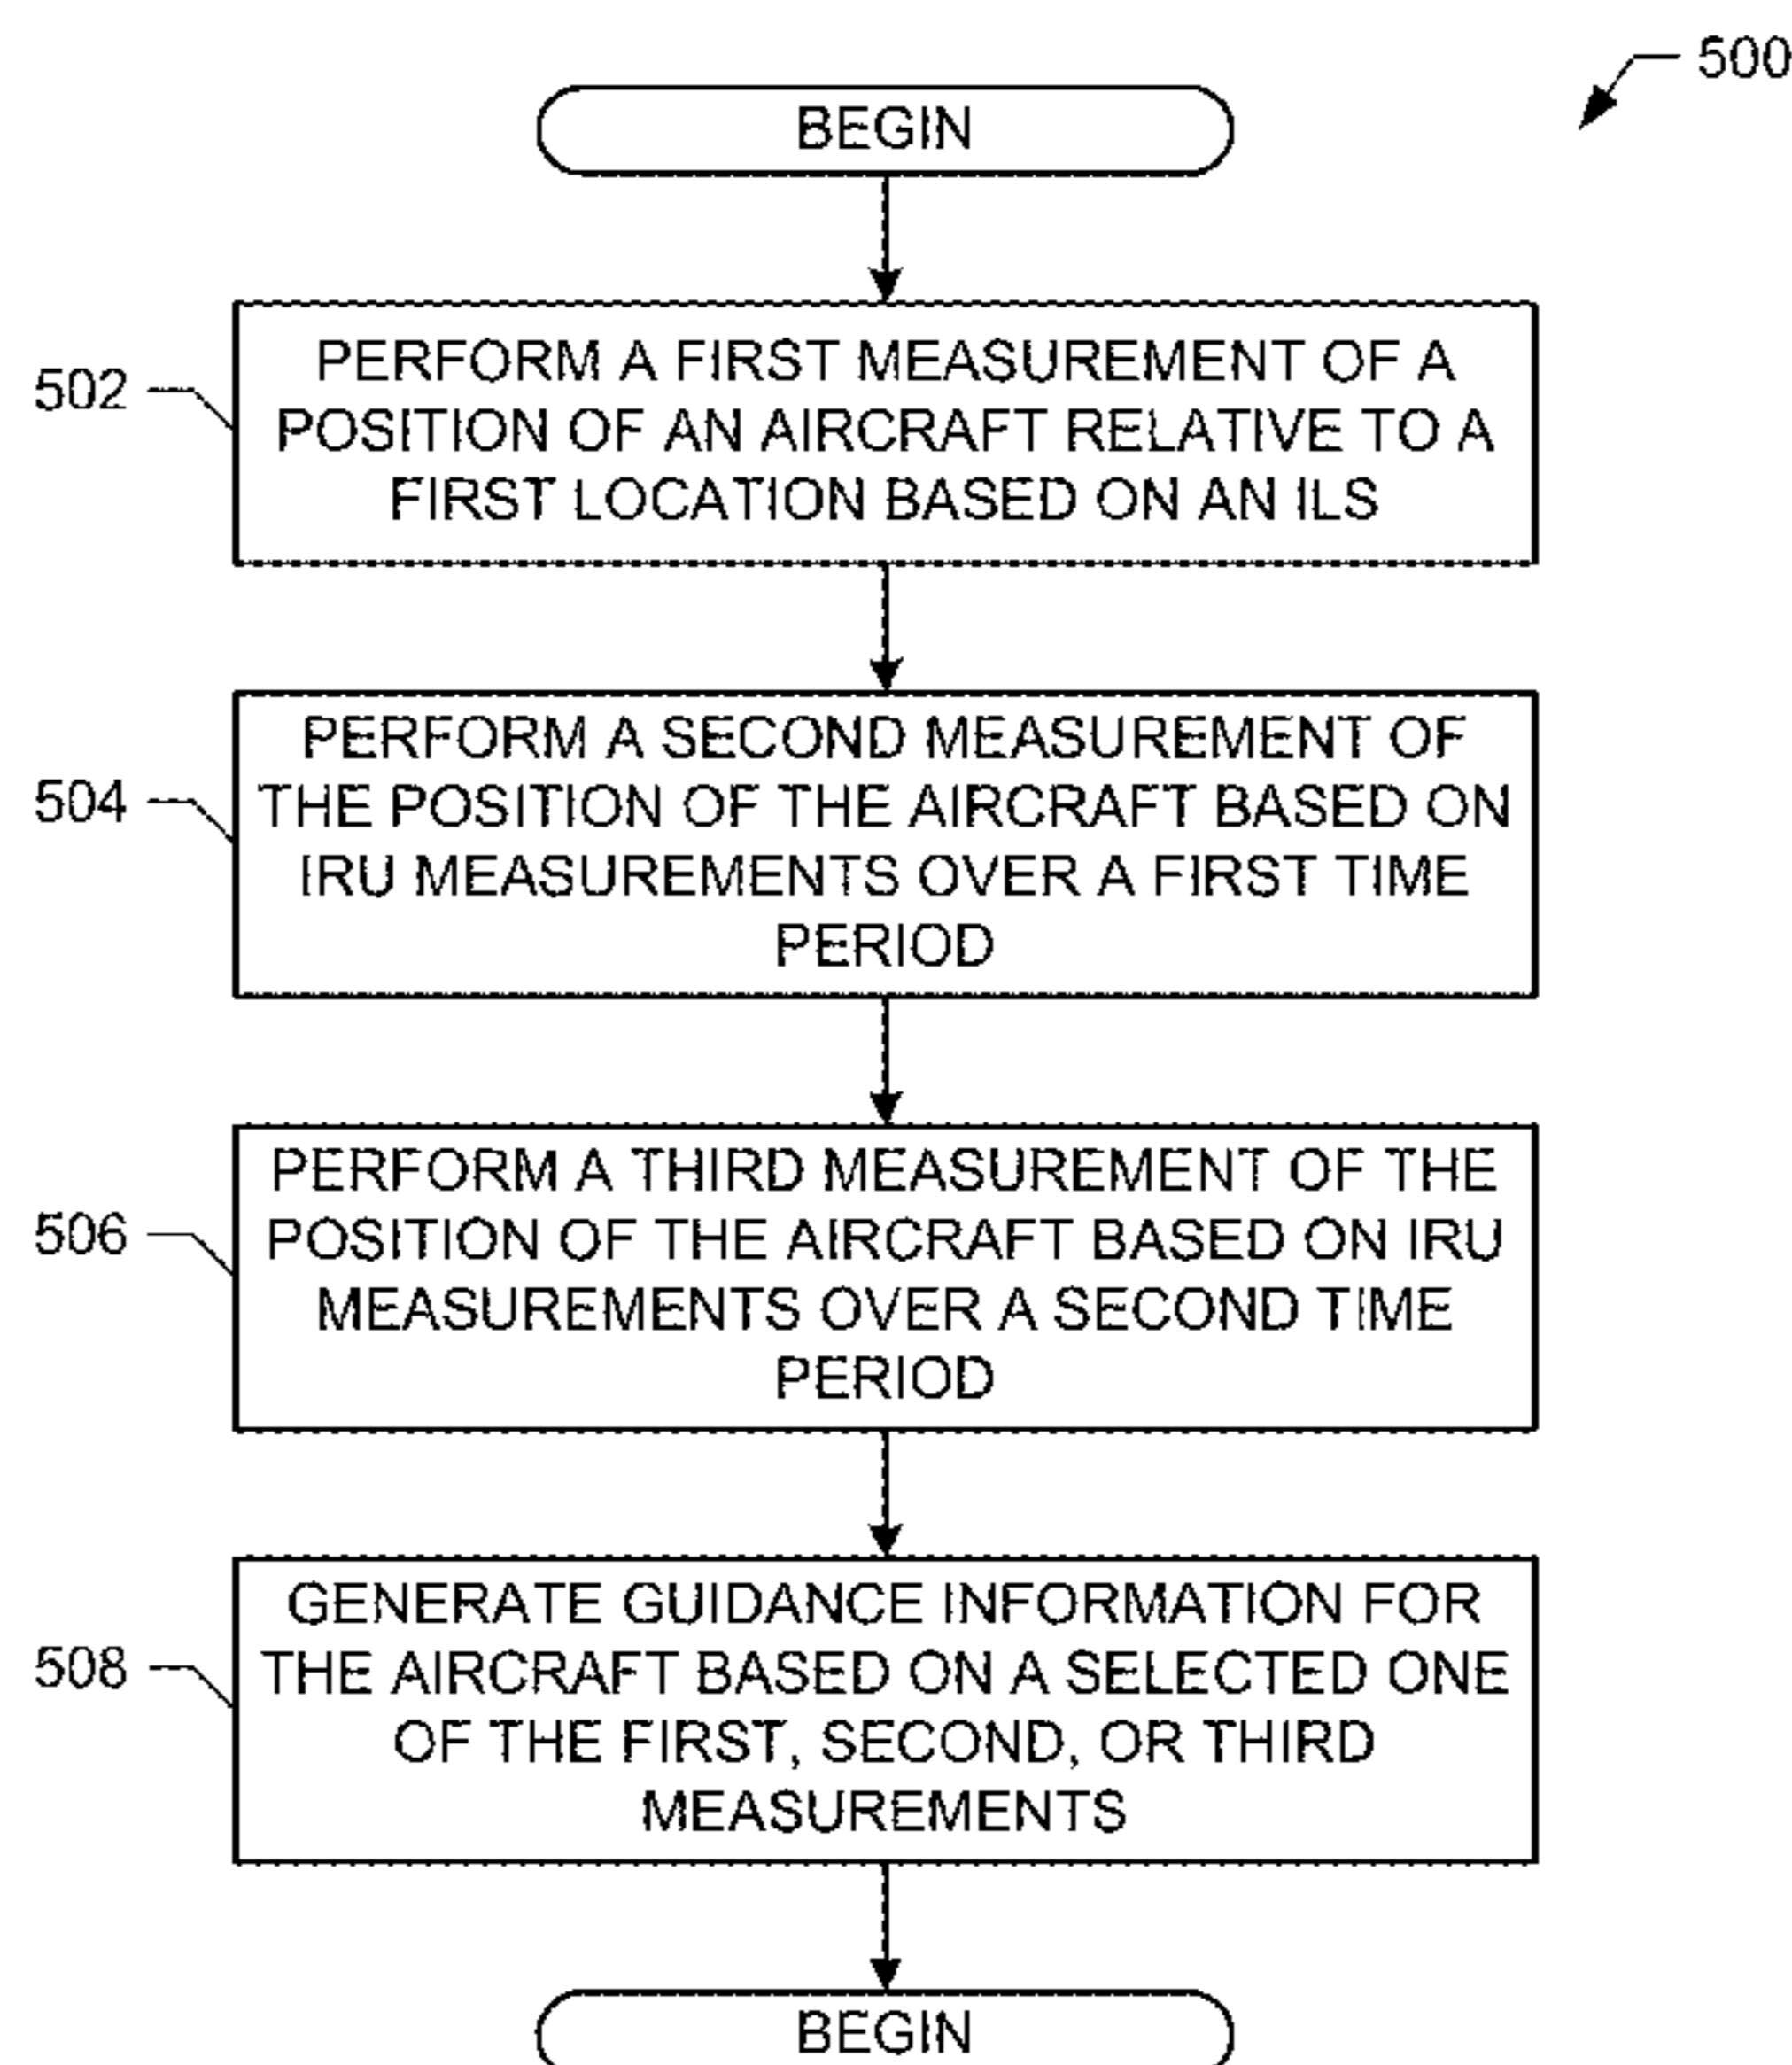 500
BEGIN
502
PERFORM A FIRST MEASUREMENT OF A
POSITION OF AN AIRCRAFT RELATIVE TO A
FIRST LOCATION BASED ON AN ILS
504
PERFORM A SECOND MEASUREMENT OF
THE POSITION OF THE AIRCRAFT BASED ON
IRU MEASUREMENTS OVER A FIRST TIME
PERIOD
506
PERFORM A THIRD MEASUREMENT OF THE
POSITION OF THE AIRCRAFT BASED ON IRU
MEASUREMENTS OVER A SECOND TIME
PERIOD
508
GENERATE GUIDANCE INFORMATION FOR
THE AIRCRAFT BASED ON A SELECTED ONE
OF THE FIRST, SECOND, OR THIRD
MEASUREMENTS
BEGIN